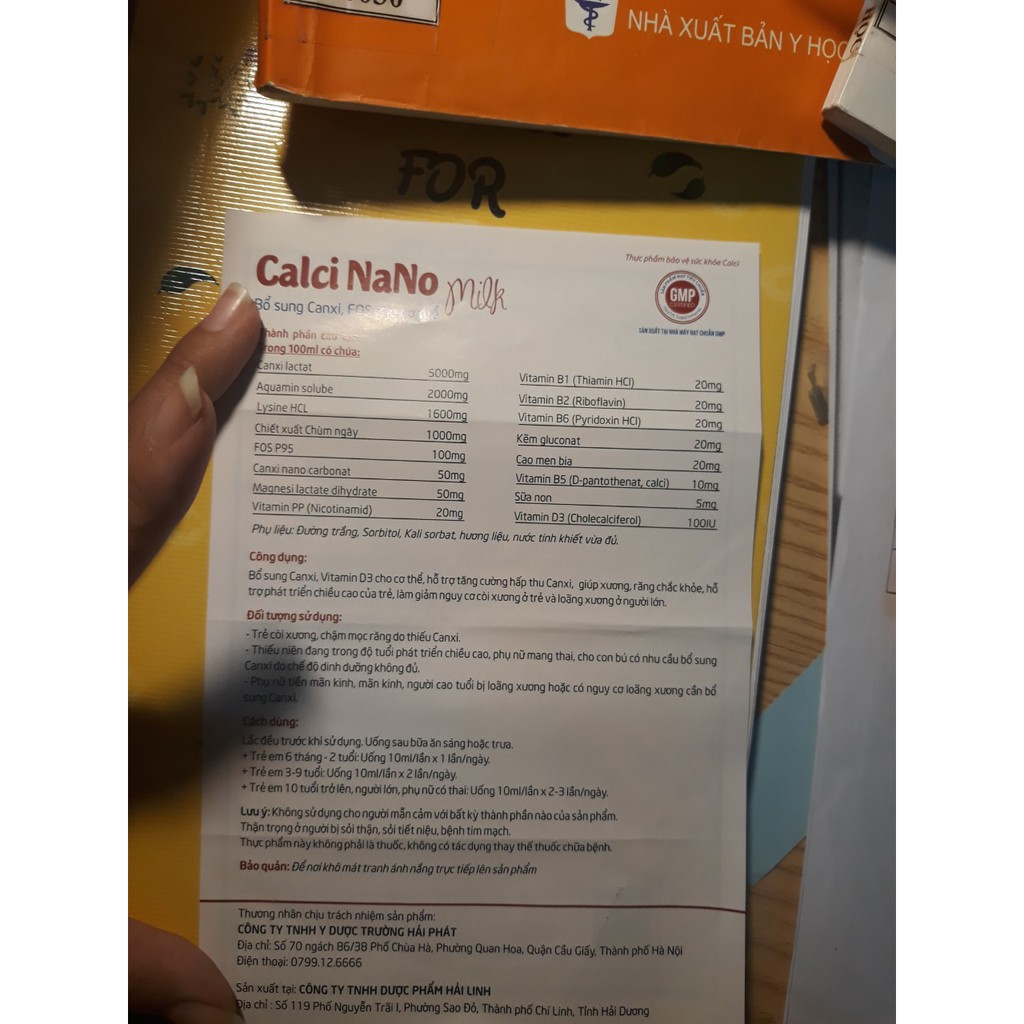 NHÀ XUẤT BẢN Y HỌC
FOR
Thực phẩm bảo vệ sức khỏe Calci
Calci NaNo Milk
GMP
Bổ sung Canxi, FOS
SẢN XUẤT TẠI NHÀ MÁY ĐẠT CHUẨN GMP
thành phần
trong 100ml có chứa:
Canxi lactat 5000mg
Aquamin solube 2000mg
Lysine HCL 1600mg
Chiết xuất Chùm ngây 1000mg
FOS P95 100mg
Canxi nano carbonat 50mg
Magnesi lactate dihydrate 50mg
Vitamin PP (Nicotinamid) 20mg
Vitamin B1 (Thiamin HCl) 20mg
Vitamin B2 (Riboflavin) 20mg
Vitamin B6 (Pyridoxin HCl) 20mg
Kẽm gluconat 20mg
Cao men bia 20mg
Vitamin B5 (D-pantothenat, calci) 10mg
Sữa non 5mg
Vitamin D3 (Cholecalciferol) 100IU
Phụ liệu: Đường trắng, Sorbitol, Kali sorbat, hương liệu, nước tinh khiết vừa đủ.
Công dụng:
Bổ sung Canxi, Vitamin D3 cho cơ thể, hỗ trợ tăng cường hấp thu Canxi, giúp xương, răng chắc khỏe, hỗ
trợ phát triển chiều cao của trẻ, làm giảm nguy cơ còi xương ở trẻ và loãng xương ở người lớn.
Đối tượng sử dụng:
- Trẻ còi xương, chậm mọc răng do thiếu Canxi.
- Thiếu niên đang trong độ tuổi phát triển chiều cao, phụ nữ mang thai, cho con bú có nhu cầu bổ sung
Canxi do chế độ dinh dưỡng không đủ.
- Phụ nữ tiền mãn kinh, mãn kinh, người cao tuổi bị loãng xương hoặc có nguy cơ loãng xương cần bổ
sung Canxi.
Cách dùng:
Lắc đều trước khi sử dụng. Uống sau bữa ăn sáng hoặc trưa.
+ Trẻ em 6 tháng - 2 tuổi: Uống 10ml/lần x 1 lần/ngày.
+ Trẻ em 3-9 tuổi: Uống 10ml/lần x 2 lần/ngày.
+ Trẻ em 10 tuổi trở lên, người lớn, phụ nữ có thai: Uống 10ml/lần x 2-3 lần/ngày.
Lưu ý: Không sử dụng cho người mẫn cảm với bất kỳ thành phần nào của sản phẩm.
Thận trọng ở người bị sỏi thận, sỏi tiết niệu, bệnh tim mạch.
Thực phẩm này không phải là thuốc, không có tác dụng thay thế thuốc chữa bệnh.
Bảo quản: Để nơi khô mát tranh ánh nắng trực tiếp lên sản phẩm
Thương nhân chịu trách nhiệm sản phẩm:
CÔNG TY TNHH Y DƯỢC TRƯỜNG HẢI PHÁT
Địa chỉ: Số 70 ngách 86/38 Phố Chùa Hà, Phường Quan Hoa, Quận Cầu Giấy, Thành phố Hà Nội
Điện thoại: 0799.12.6666
Sản xuất tại: CÔNG TY TNHH DƯỢC PHẨM HẢI LINH
Địa chỉ : Số 119 Phố Nguyễn Trãi I, Phường Sao Đỏ, Thành phố Chí Linh, Tỉnh Hải Dương